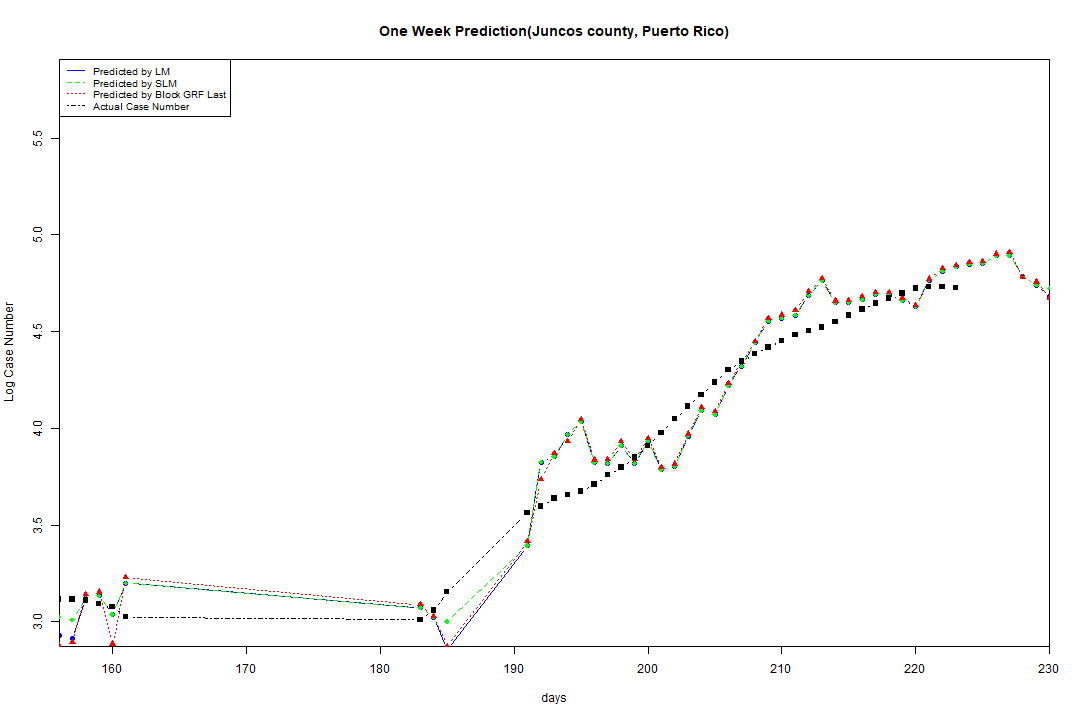 One Week Prediction(Juncos county, Puerto Rico)
Predicted by LM
Predicted by SLM
Predicted by Block GRF Last
Actual Case Number
5.5
5.0
4.5
4.0
3.5
3.0
Log Case Number
160 170 180 190 200 210 220 230
days